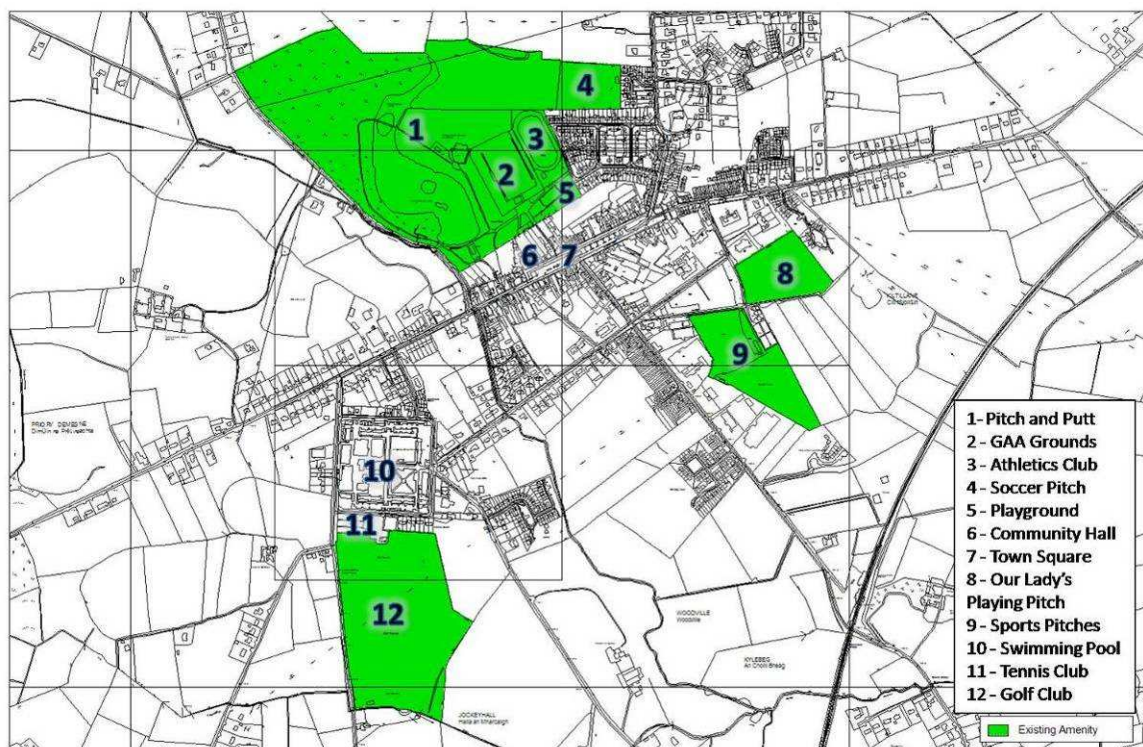 4
1
3
2
5
6
7
8
9
10
11
12
WOODVILLE
KYLEBEG
JOCKEYHALL
1- Pitch and Putt
2 - GAA Grounds
3 - Athletics Club
4 - Soccer Pitch
5 - Playground
6 - Community Hall
7 - Town Square
8 - Our Lady's
Playing Pitch
9 - Sports Pitches
10 - Swimming Pool
11 - Tennis Club
12 - Golf Club
Existing Amenity